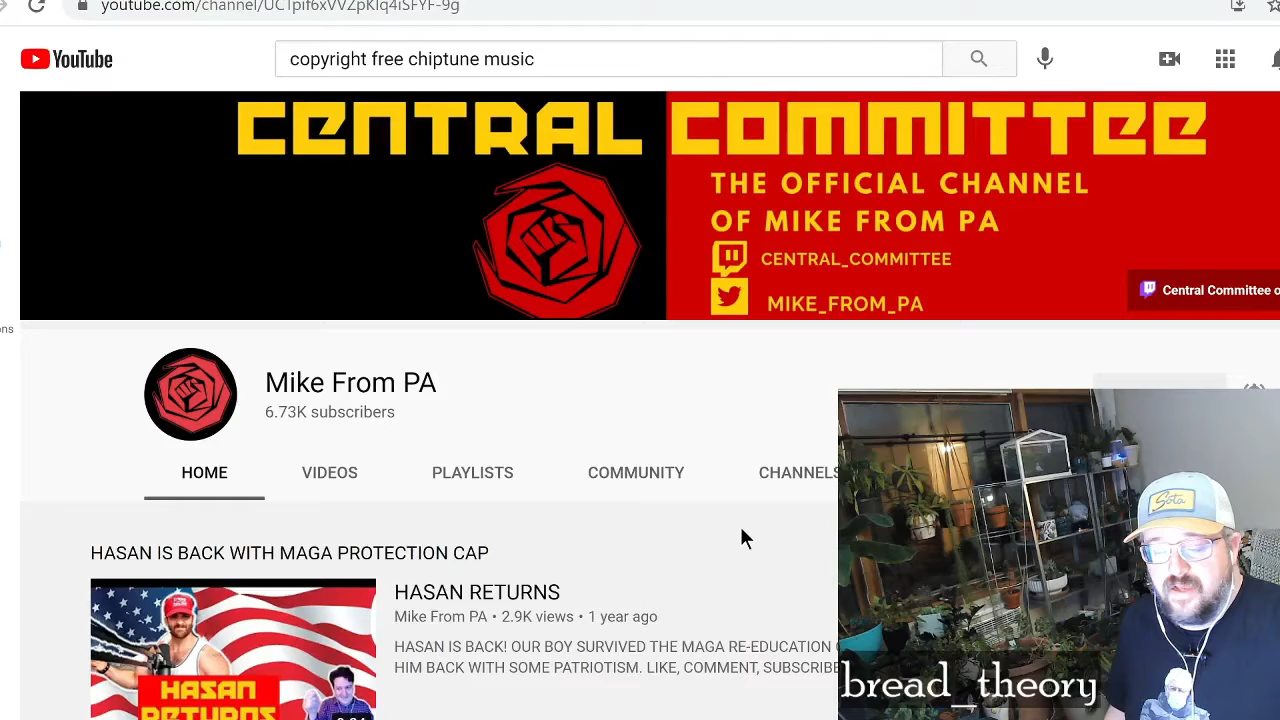 youtube.com/channel/
YouTube
copyright free chiptune music
CENTRAL COMMITTEE
THE OFFICIAL CHANNEL
OF MIKE FROM PA
CENTRAL_COMMITTEE
MIKE_FROM_PA
Central Committee o
ons
Mike From PA
6.73K subscribers
HOME VIDEOS PLAYLISTS COMMUNITY CHANNELS
HASAN IS BACK WITH MAGA PROTECTION CAP
HASAN RETURNS
Mike From PA • 2.9K views • 1 year ago
HASAN IS BACK! OUR BOY SURVIVED THE MAGA RE-EDUCATION
HIM BACK WITH SOME PATRIOTISM. LIKE, COMMENT, SUBSCRIBE
HASAN
RETURNS
Sota
bread_theory